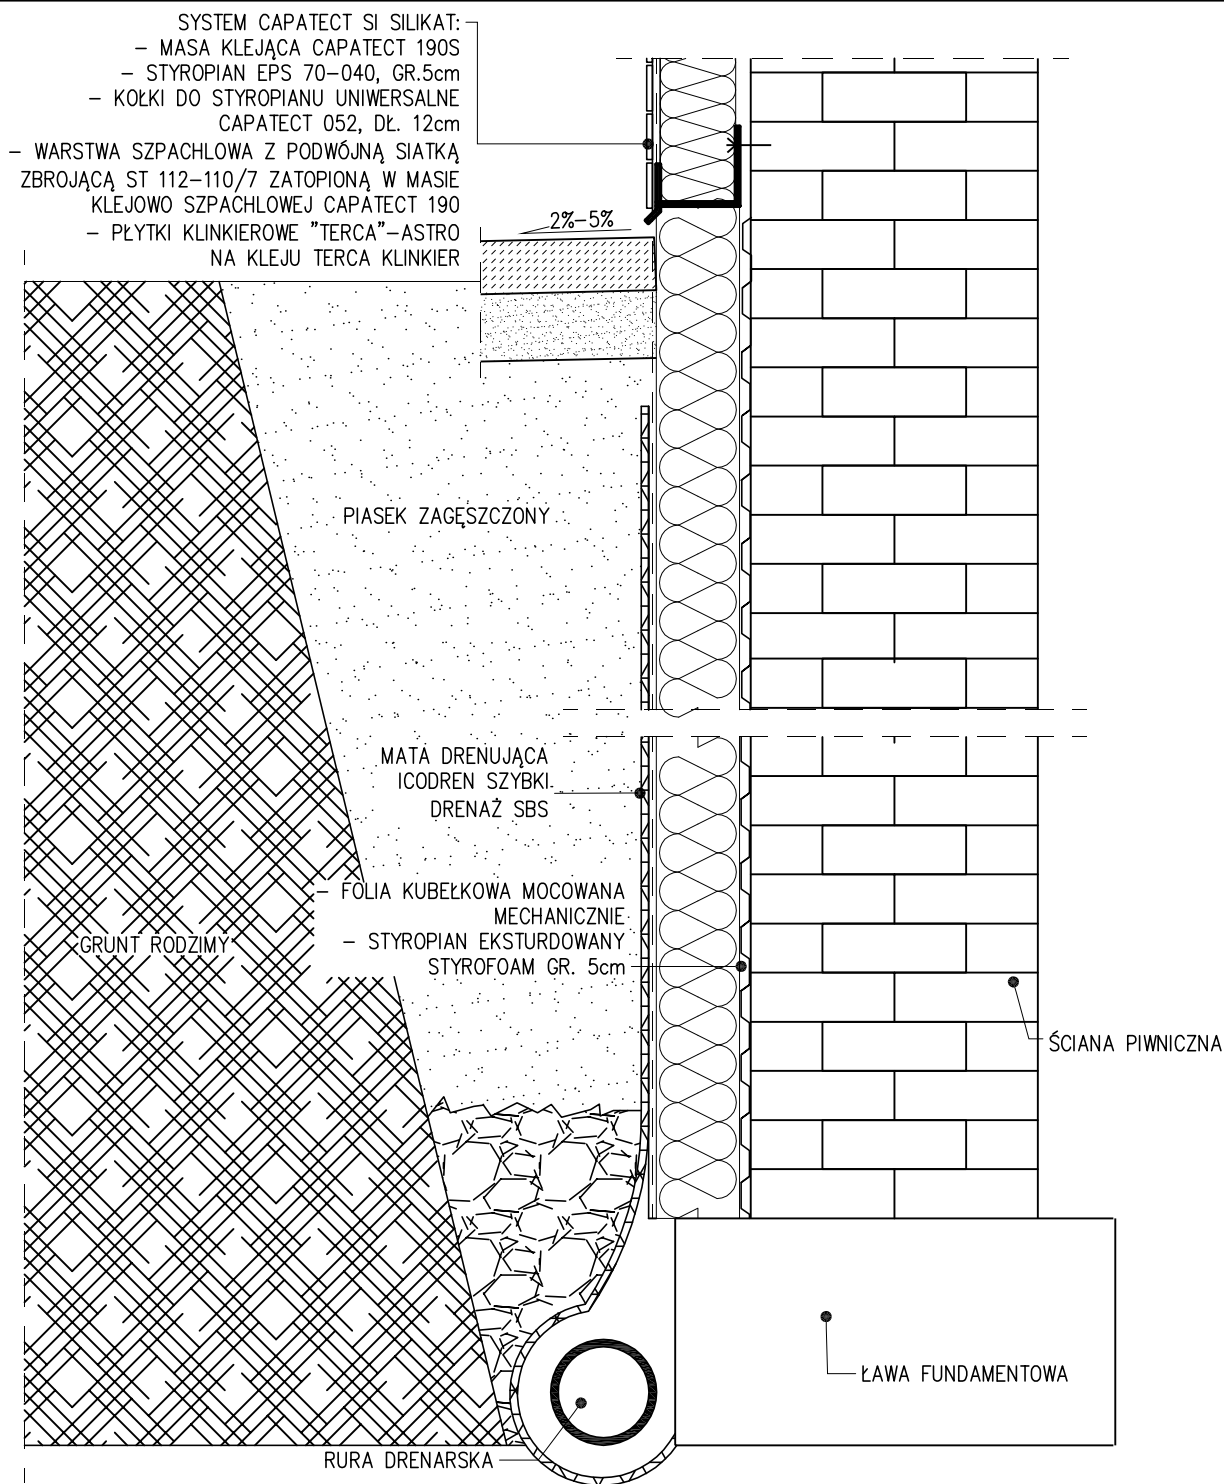 SYSTEM CAPATECT SI SILIKAT:
– MASA KLEJĄCA CAPATECT 190S
– STYROPIAN EPS 70–040, GR.5cm
– KOŁKI DO STYROPIANU UNIWERSALNE
CAPATECT 052, DŁ. 12cm
– WARSTWA SZPACHLOWA Z PODWÓJNĄ SIATKĄ
ZBROJĄCĄ ST 112–110/7 ZATOPIONĄ W MASIE
KLEJOWO SZPACHLOWEJ CAPATECT 190
– PŁYTKI KLINKIEROWE "TERCA"–ASTRO
NA KLEJU TERCA KLINKIER
2%–5%
PIASEK ZAGĘSZCZONY
MATA DRENUJĄCA
ICODREN SZYBKI
DRENAŻ SBS
– FOLIA KUBEŁKOWA MOCOWANA
MECHANICZNIE
– STYROPIAN EKSTURDOWANY
STYROFOAM GR. 5cm
GRUNT RODZIMY
ŚCIANA PIWNICZNA
ŁAWA FUNDAMENTOWA
RURA DRENARSKA